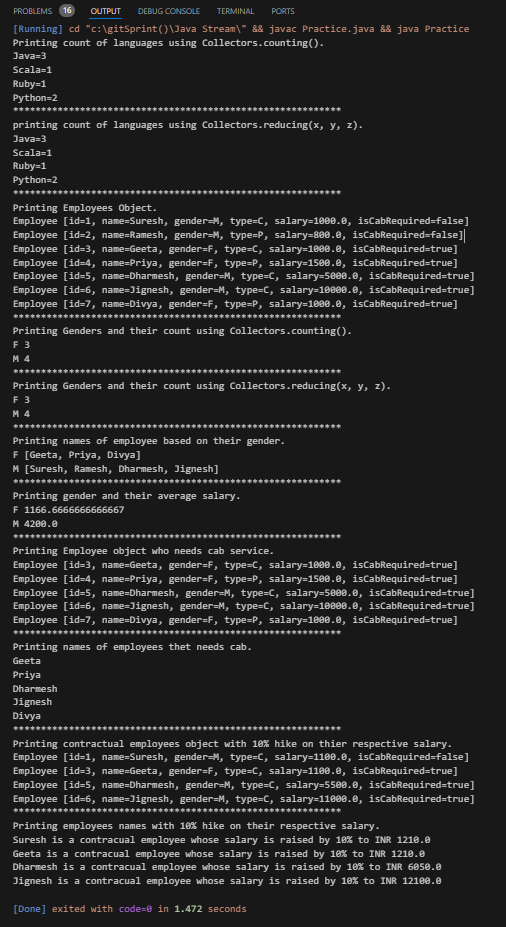 PROBLEMS 16 OUTPUT DEBUG CONSOLE TERMINAL PORTS
[Running] cd "c:\gitSprint()\Java Stream\" && javac Practice.java && java Practice
Printing count of languages using Collectors.counting().
Java=3
Scala=1
Ruby=1
Python=2
*********************************************************
printing count of languages using Collectors.reducing(x, y, z).
Java=3
Scala=1
Ruby=1
Python=2
*********************************************************
Printing Employees Object.
Employee [id=1, name=Suresh, gender=M, type=C, salary=1000.0, isCabRequired=false]
Employee [id=2, name=Ramesh, gender=M, type=P, salary=800.0, isCabRequired=false]
Employee [id=3, name=Geeta, gender=F, type=C, salary=1000.0, isCabRequired=true]
Employee [id=4, name=Priya, gender=F, type=P, salary=1500.0, isCabRequired=true]
Employee [id=5, name=Dharmesh, gender=M, type=C, salary=5000.0, isCabRequired=true]
Employee [id=6, name=Jignesh, gender=M, type=C, salary=10000.0, isCabRequired=true]
Employee [id=7, name=Divya, gender=F, type=P, salary=1000.0, isCabRequired=true]
*********************************************************
Printing Genders and their count using Collectors.counting().
F 3
M 4
*********************************************************
Printing Genders and their count using Collectors.reducing(x, y, z).
F 3
M 4
*********************************************************
Printing names of employee based on their gender.
F [Geeta, Priya, Divya]
M [Suresh, Ramesh, Dharmesh, Jignesh]
*********************************************************
Printing gender and their average salary.
F 1166.6666666666667
M 4200.0
*********************************************************
Printing Employee object who needs cab service.
Employee [id=3, name=Geeta, gender=F, type=C, salary=1000.0, isCabRequired=true]
Employee [id=4, name=Priya, gender=F, type=P, salary=1500.0, isCabRequired=true]
Employee [id=5, name=Dharmesh, gender=M, type=C, salary=5000.0, isCabRequired=true]
Employee [id=6, name=Jignesh, gender=M, type=C, salary=10000.0, isCabRequired=true]
Employee [id=7, name=Divya, gender=F, type=P, salary=1000.0, isCabRequired=true]
*********************************************************
Printing names of employees thet needs cab.
Geeta
Priya
Dharmesh
Jignesh
Divya
*********************************************************
Printing contractual employees object with 10% hike on thier respective salary.
Employee [id=1, name=Suresh, gender=M, type=C, salary=1100.0, isCabRequired=false]
Employee [id=3, name=Geeta, gender=F, type=C, salary=1100.0, isCabRequired=true]
Employee [id=5, name=Dharmesh, gender=M, type=C, salary=5500.0, isCabRequired=true]
Employee [id=6, name=Jignesh, gender=M, type=C, salary=11000.0, isCabRequired=true]
*********************************************************
Printing employees names with 10% hike on their respective salary.
Suresh is a contracual employee whose salary is raised by 10% to INR 1210.0
Geeta is a contracual employee whose salary is raised by 10% to INR 1210.0
Dharmesh is a contracual employee whose salary is raised by 10% to INR 6050.0
Jignesh is a contracual employee whose salary is raised by 10% to INR 12100.0
[Done] exited with code=0 in 1.472 seconds